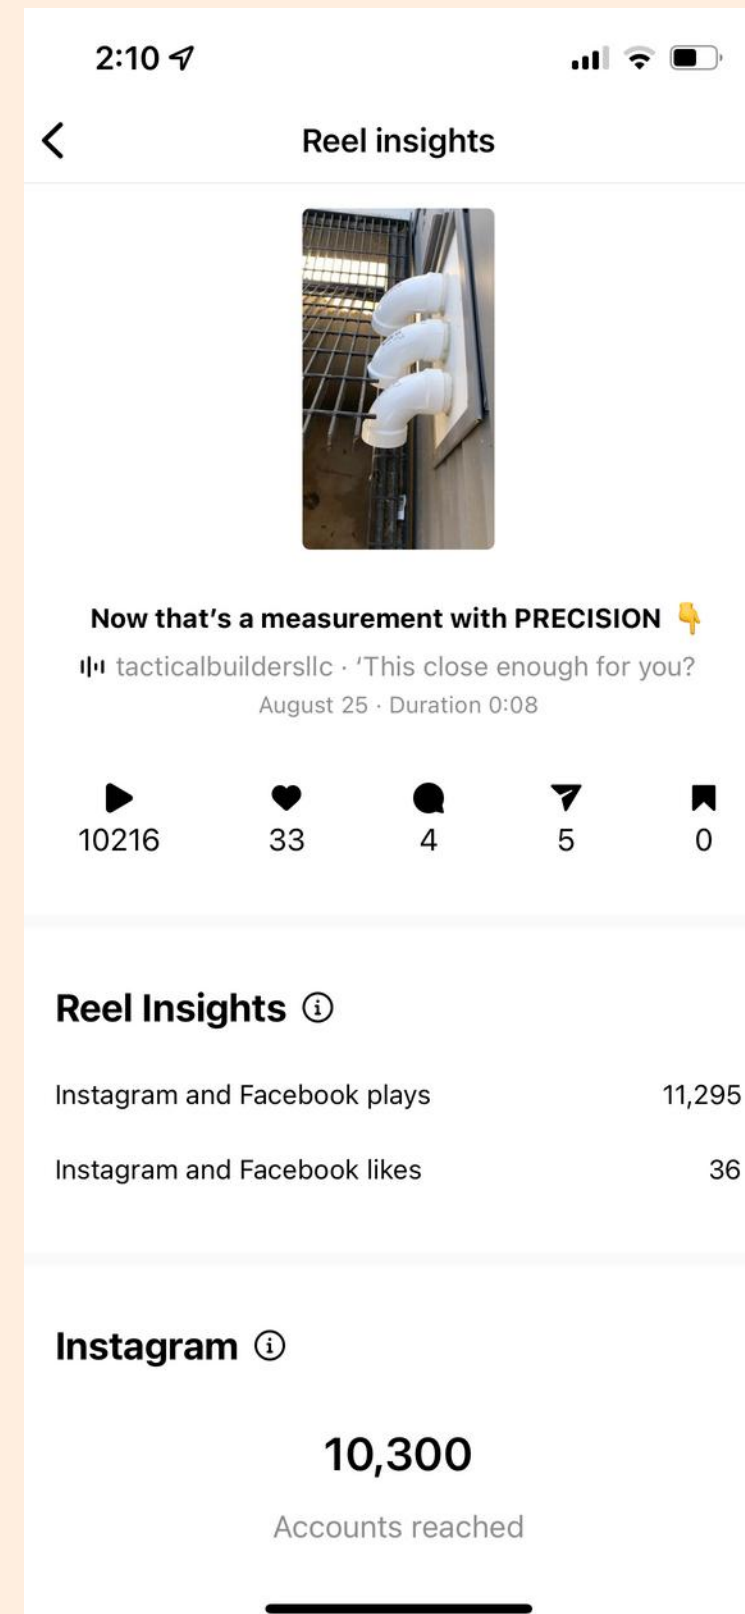 2:10
Reel insights
Now that’s a measurement with PRECISION 👇
tacticalbuildersllc · ‘This close enough for you?
August 25 · Duration 0:08
10216 33 4 5 0
Reel Insights
Instagram and Facebook plays 11,295
Instagram and Facebook likes 36
Instagram
10,300
Accounts reached